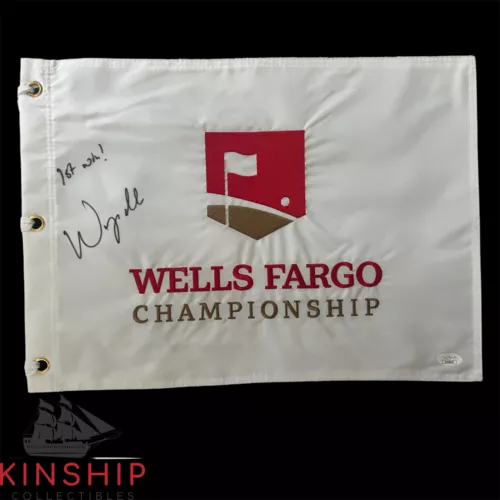 1st win!
WELLS FARGO
CHAMPIONSHIP
KINSHIP
COLLECTIBLES